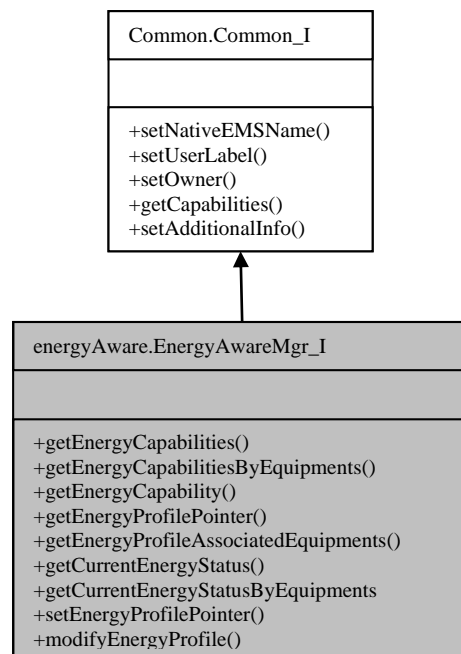 Common.Common_I
+setNativeEMSName()
+setUserLabel()
+setOwner()
+getCapabilities()
+setAdditionalInfo()
energyAware.EnergyAwareMgr_I
+getEnergyCapabilities()
+getEnergyCapabilitiesByEquipments()
+getEnergyCapability()
+getEnergyProfilePointer()
+getEnergyProfileAssociatedEquipments()
+getCurrentEnergyStatus()
+getCurrentEnergyStatusByEquipments
+setEnergyProfilePointer()
+modifyEnergyProfile()